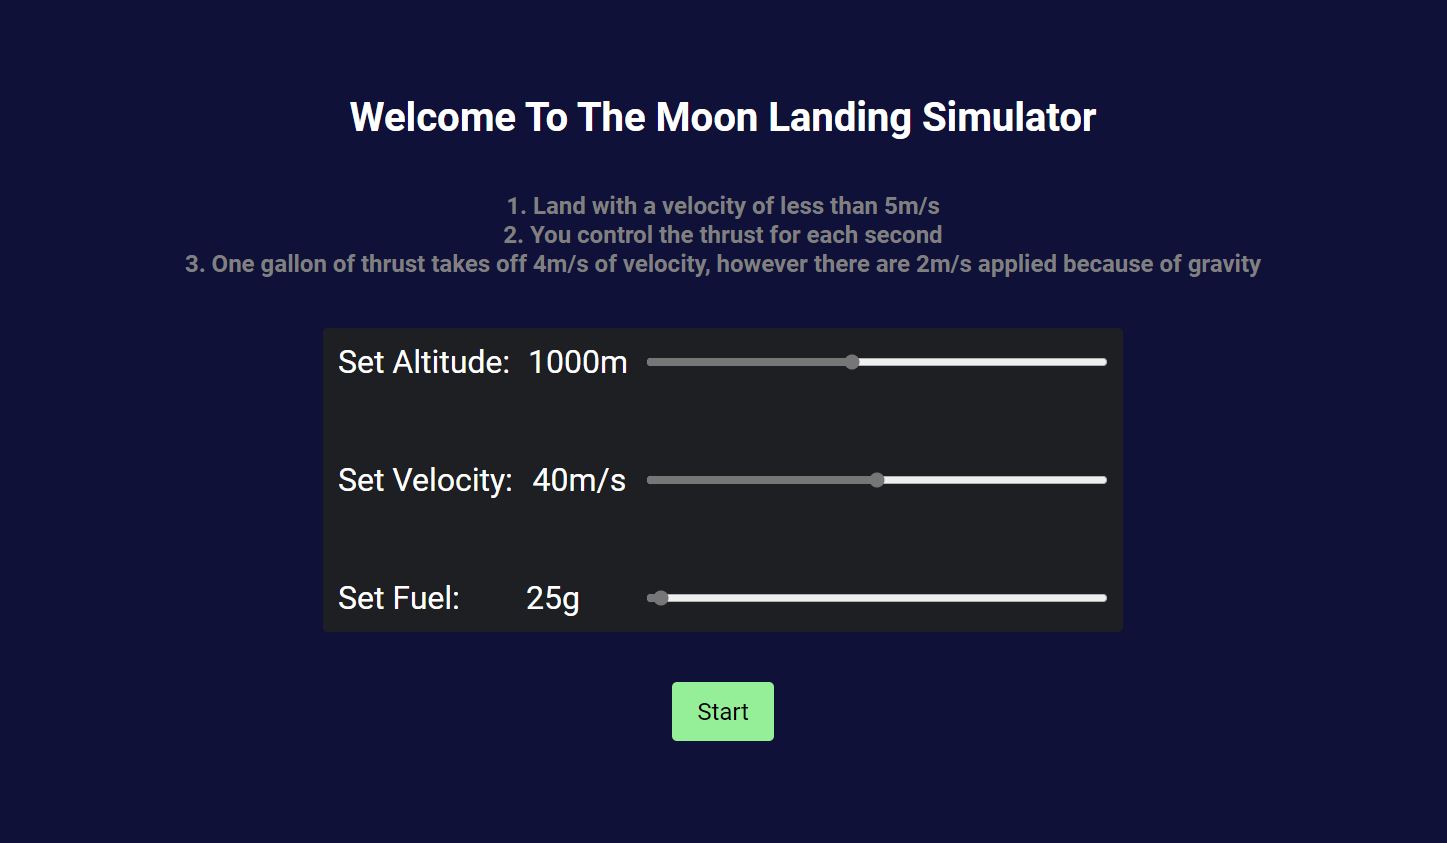 Welcome To The Moon Landing Simulator
1. Land with a velocity of less than 5m/s
2. You control the thrust for each second
3. One gallon of thrust takes off 4m/s of velocity, however there are 2m/s applied because of gravity
Set Altitude: 1000m
Set Velocity: 40m/s
Set Fuel: 25g
Start